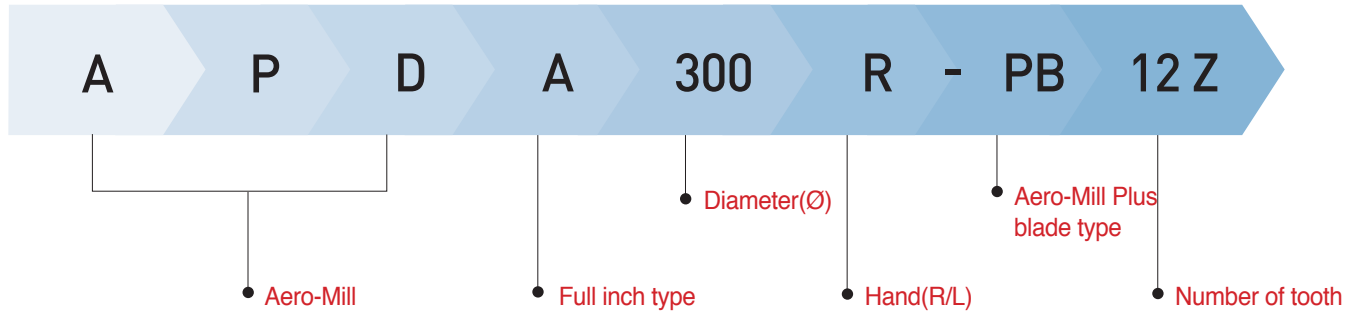 A P D A 300 R - PB 12 Z
Diameter(Ø)
Aero-Mill Plus
blade type
Aero-Mill
Full inch type
Hand(R/L)
Number of tooth